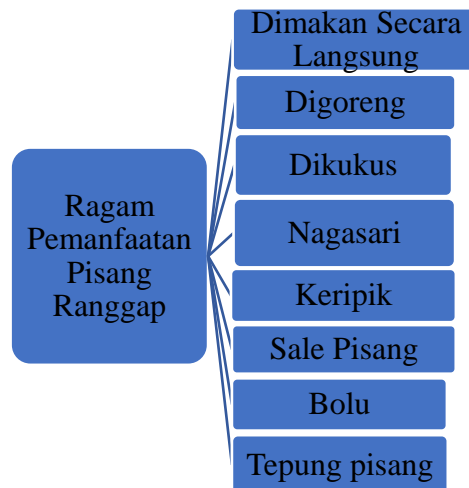 Ragam
Pemanfaatan
Pisang
Ranggap
Dimakan Secara
Langsung
Digoreng
Dikukus
Nagasari
Keripik
Sale Pisang
Bolu
Tepung pisang